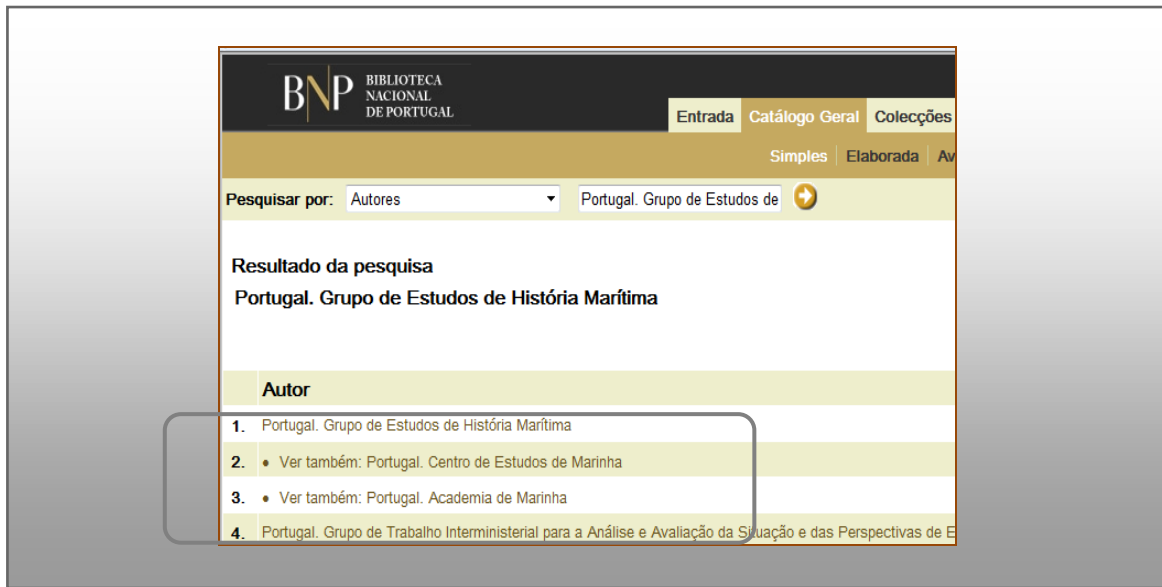 BNP BIBLIOTECA
NACIONAL
DE PORTUGAL
Entrada Catálogo Geral Colecções
Simples Elaborada Av
Pesquisar por: Autores Portugal. Grupo de Estudos de
Resultado da pesquisa
Portugal. Grupo de Estudos de História Marítima
Autor
1. Portugal. Grupo de Estudos de História Marítima
2. • Ver também: Portugal. Centro de Estudos de Marinha
3. • Ver também: Portugal. Academia de Marinha
4. Portugal. Grupo de Trabalho Interministerial para a Análise e Avaliação da Situação e das Perspectivas de E